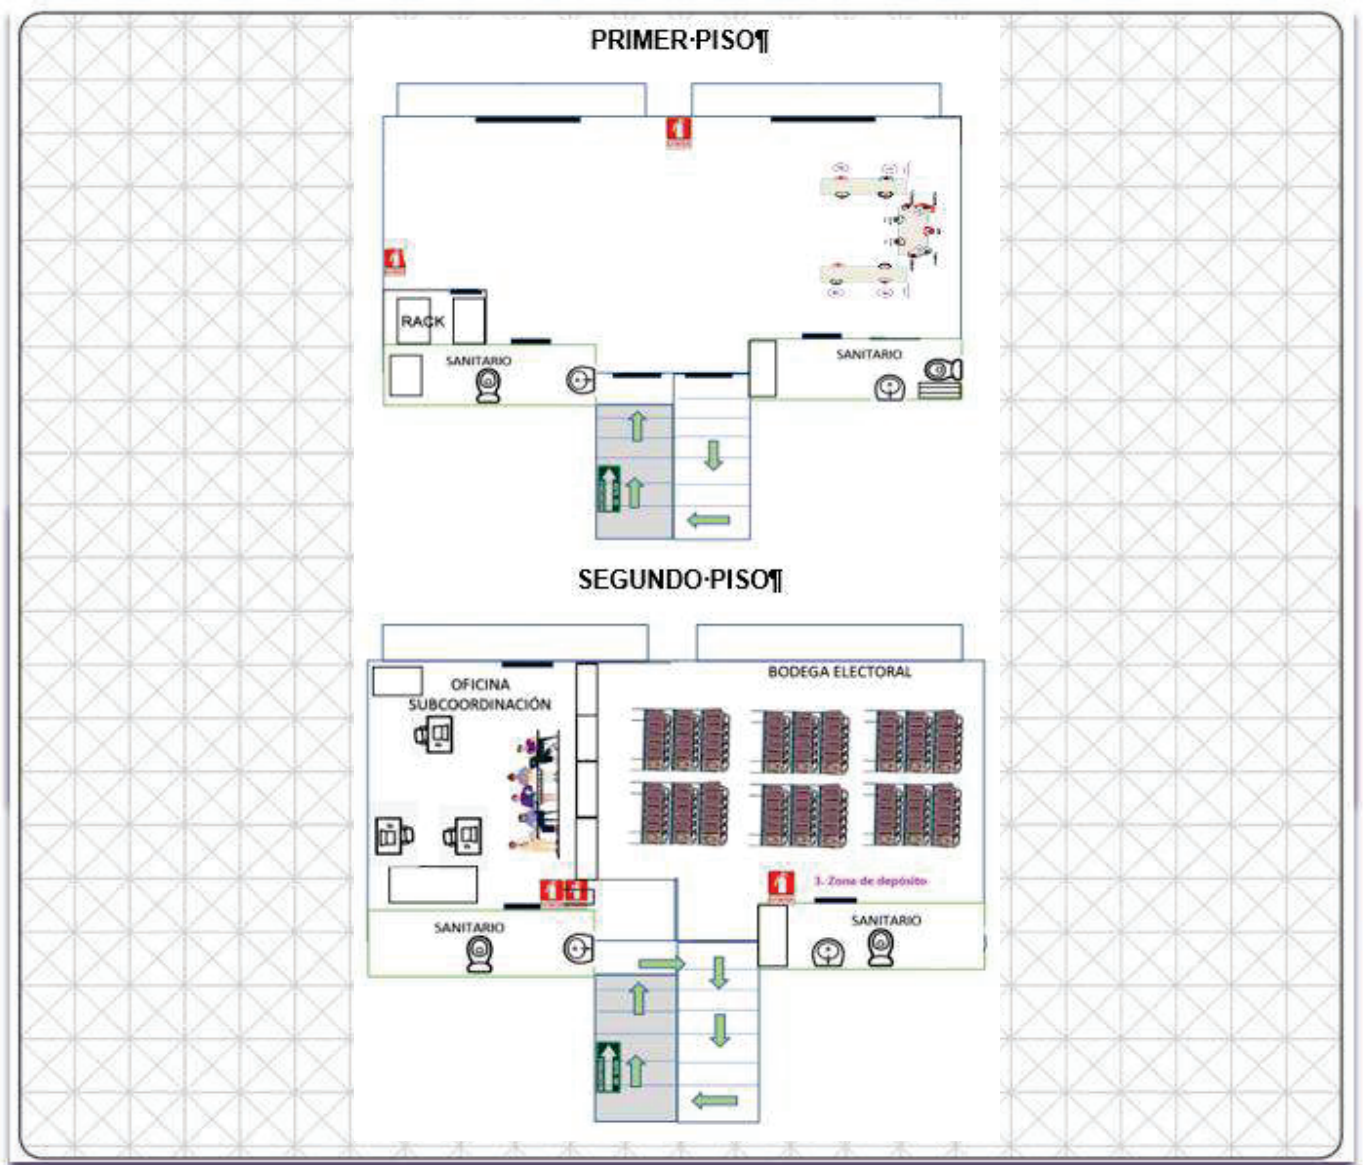 PRIMER·PISO¶
RACK
SANITARIO
SANITARIO
SEGUNDO·PISO¶
OFICINA
SUBCOORDINACIÓN
BODEGA ELECTORAL
3. Zona de depósito
SANITARIO
SANITARIO